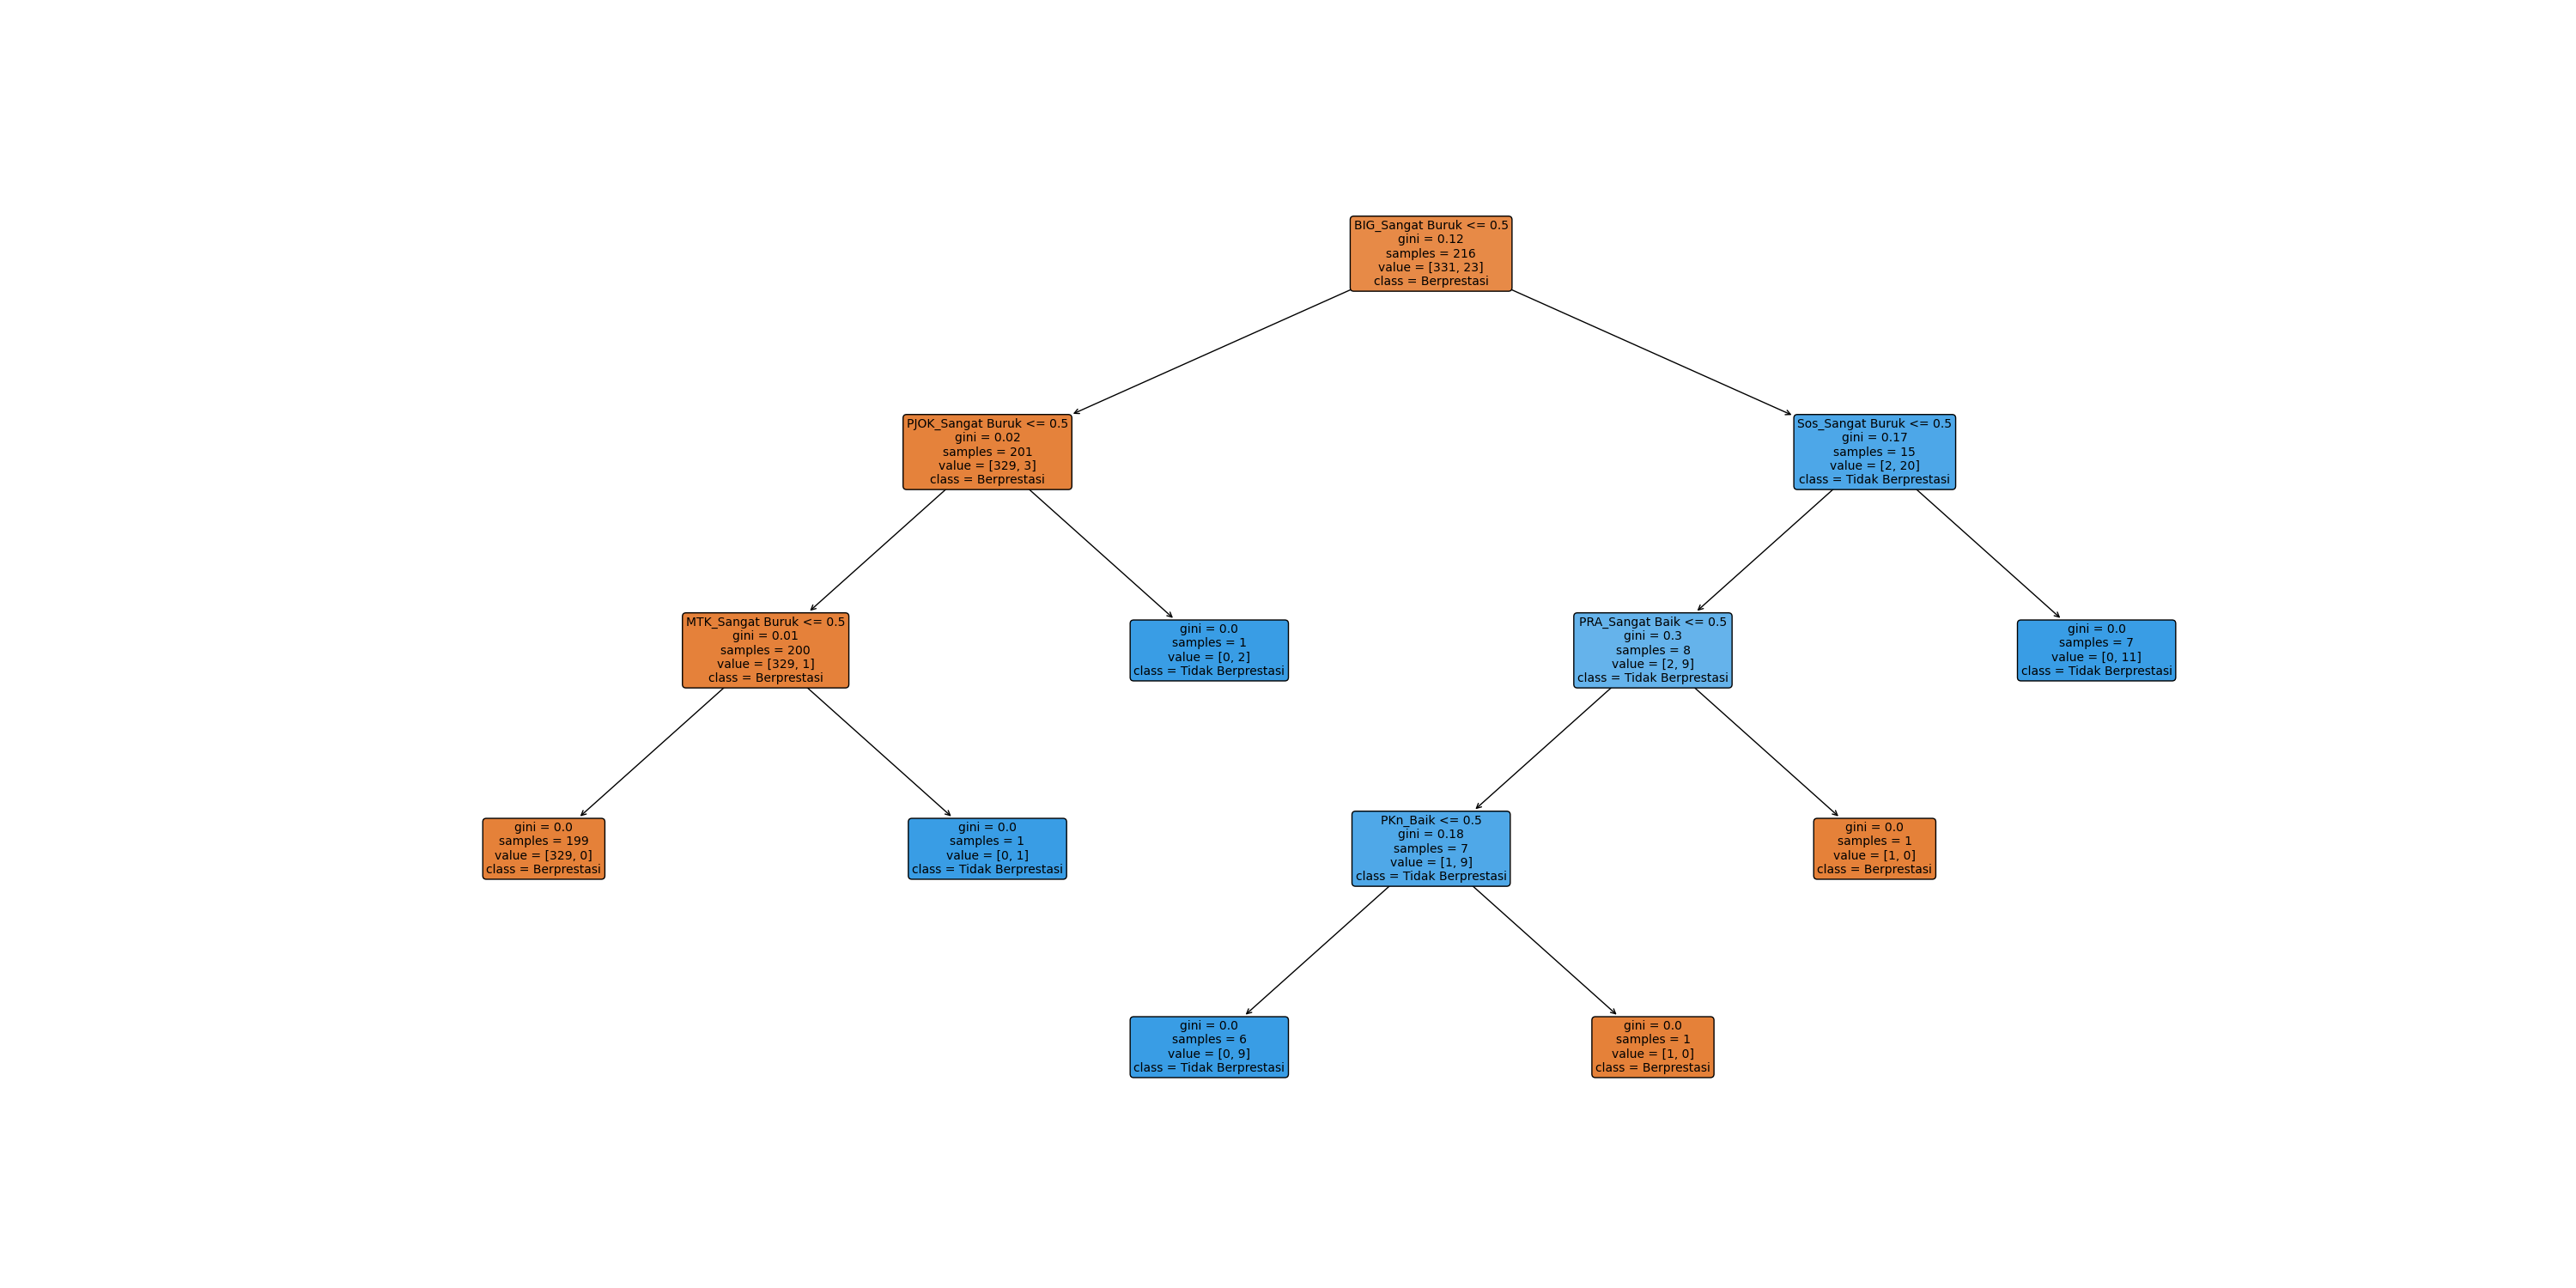 BIG_Sangat Buruk <= 0.5
gini = 0.12
samples = 216
value = [331, 23]
class = Berprestasi
PJOK_Sangat Buruk <= 0.5
gini = 0.02
samples = 201
value = [329, 3]
class = Berprestasi
Sos_Sangat Buruk <= 0.5
gini = 0.17
samples = 15
value = [2, 20]
class = Tidak Berprestasi
MTK_Sangat Buruk <= 0.5
gini = 0.01
samples = 200
value = [329, 1]
class = Berprestasi
gini = 0.0
samples = 1
value = [0, 2]
class = Tidak Berprestasi
PRA_Sangat Baik <= 0.5
gini = 0.3
samples = 8
value = [2, 9]
class = Tidak Berprestasi
gini = 0.0
samples = 7
value = [0, 11]
class = Tidak Berprestasi
gini = 0.0
samples = 199
value = [329, 0]
class = Berprestasi
gini = 0.0
samples = 1
value = [0, 1]
class = Tidak Berprestasi
PKn_Baik <= 0.5
gini = 0.18
samples = 7
value = [1, 9]
class = Tidak Berprestasi
gini = 0.0
samples = 1
value = [1, 0]
class = Berprestasi
gini = 0.0
samples = 6
value = [0, 9]
class = Tidak Berprestasi
gini = 0.0
samples = 1
value = [1, 0]
class = Berprestasi